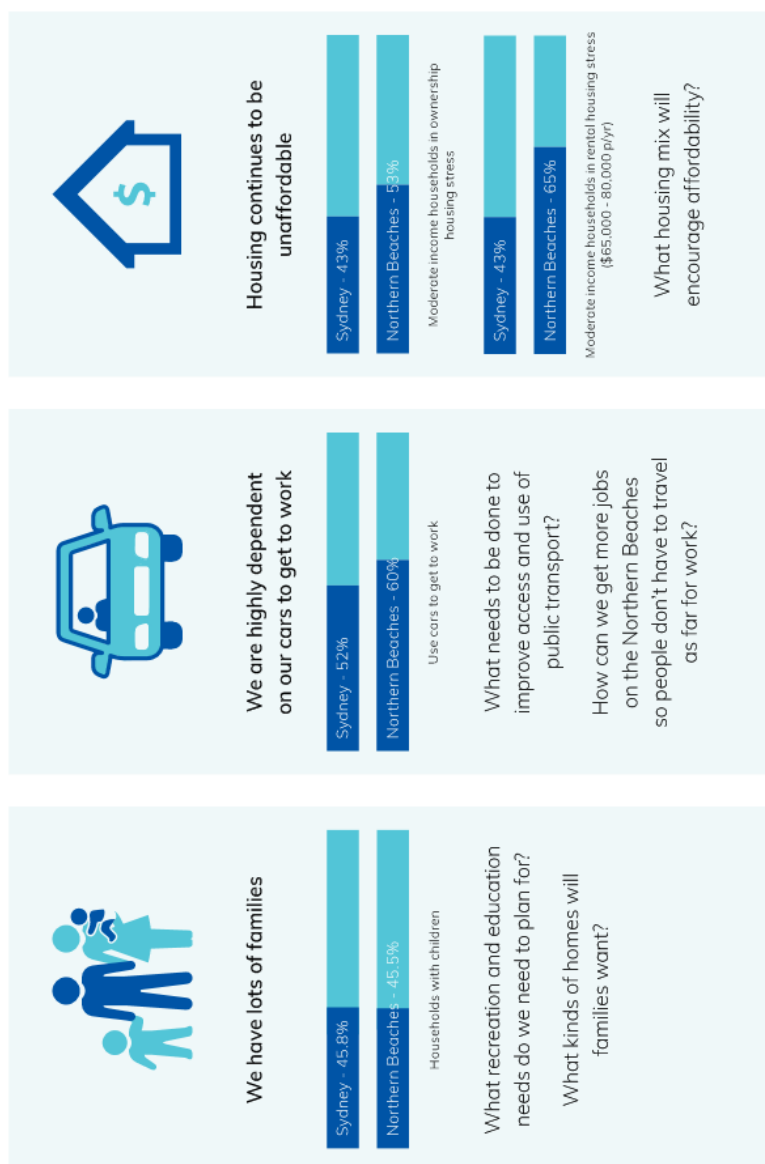 We have lots of families
Sydney - 45.8%
Northern Beaches - 45.5%
Households with children
What recreation and education
needs do we need to plan for?
What kinds of homes will
families want?
We are highly dependent
on our cars to get to work
Sydney - 52%
Northern Beaches - 60%
Use cars to get to work
What needs to be done to
improve access and use of
public transport?
How can we get more jobs
on the Northern Beaches
so people don't have to travel
as far for work?
$
Housing continues to be
unaffordable
Sydney - 43%
Northern Beaches - 53%
Moderate income households in ownership
housing stress
Sydney - 43%
Northern Beaches - 65%
Moderate income households in rental housing stress
($65,000 - 80,000 p/yr)
What housing mix will
encourage affordability?